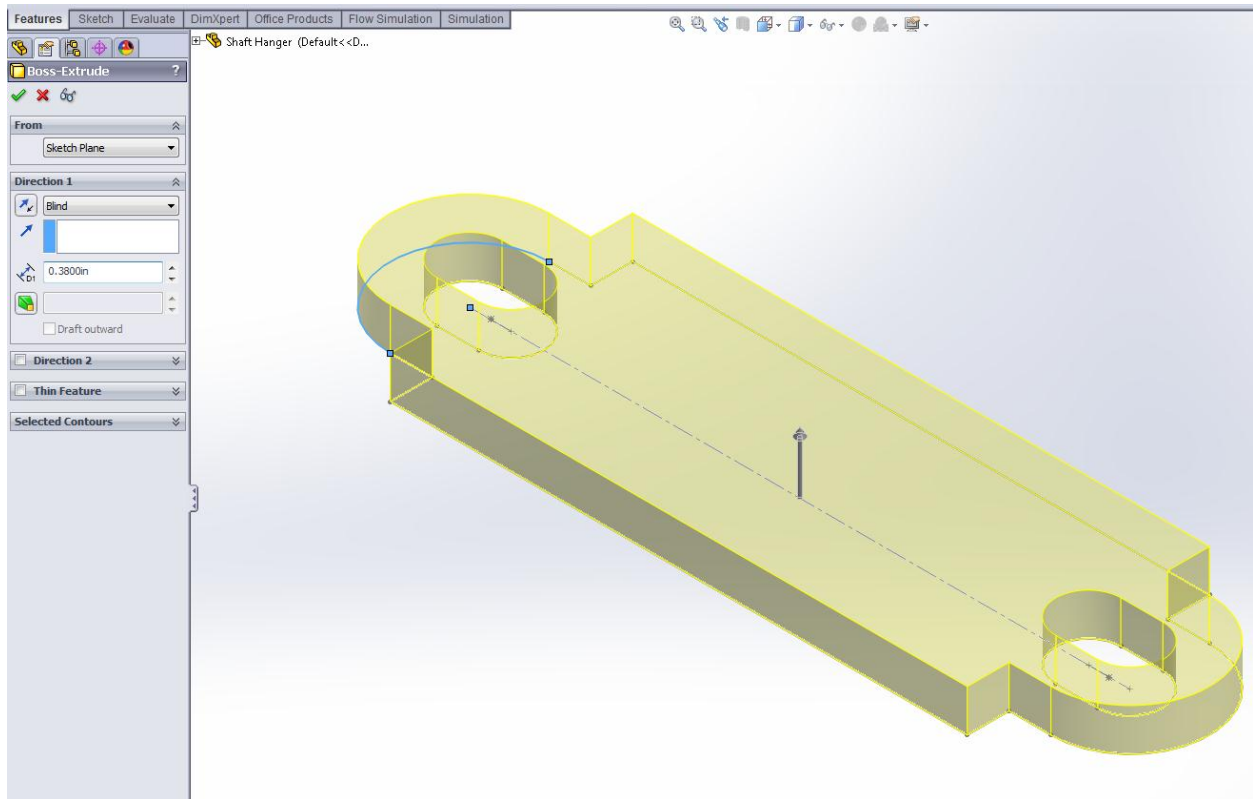 Features Sketch Evaluate DimXpert Office Products Flow Simulation Simulation
Shaft Hanger (Default<<D...
Boss-Extrude ?
From
Sketch Plane
Direction 1
Blind
D1 0.3800in
Draft outward
Direction 2
Thin Feature
Selected Contours